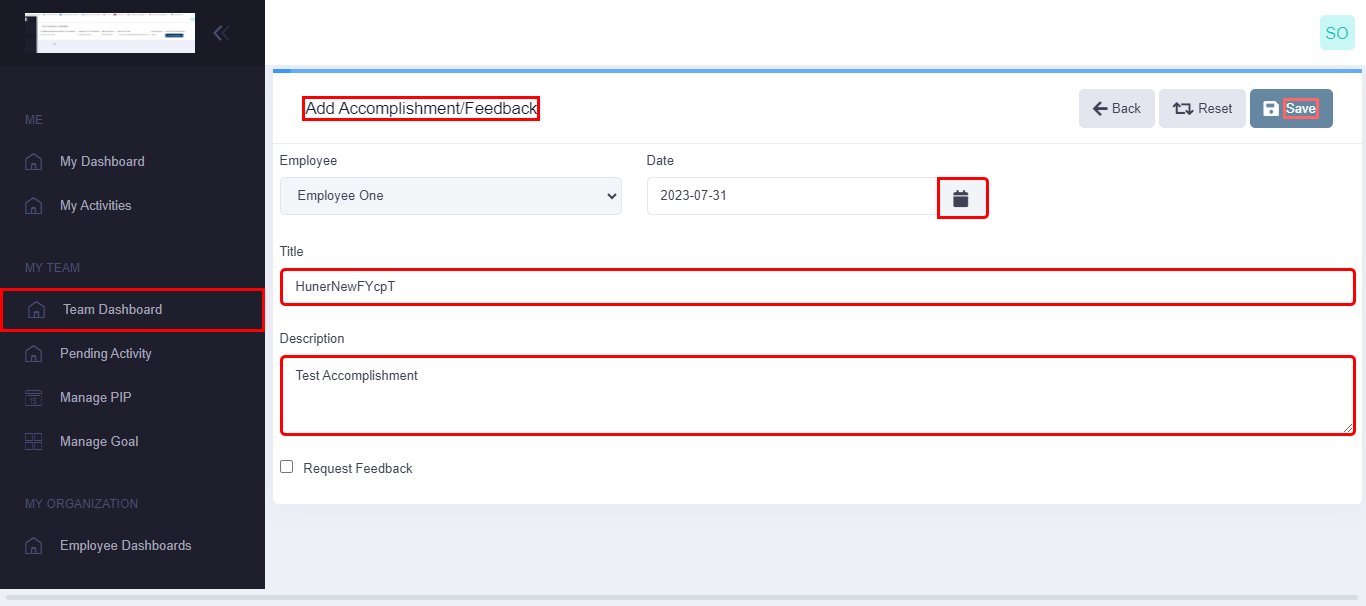 SO
Add Accomplishment/Feedback
Back
Reset
Save
ME
My Dashboard
My Activities
MY TEAM
Team Dashboard
Pending Activity
Manage PIP
15
Manage Goal
MY ORGANIZATION
Employee Dashboards
Employee
Date
Employee One
2023-07-31
Title
HunerNewFYcpT
Description
Test Accomplishment
Request Feedback